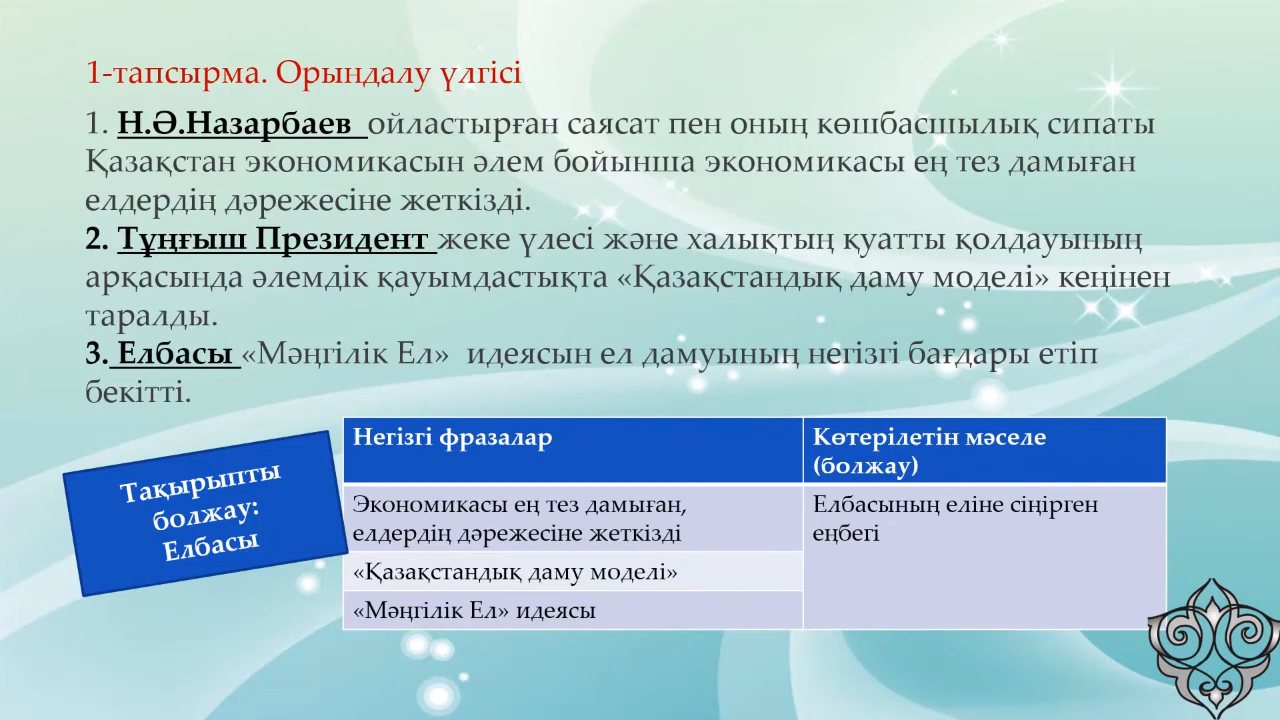 1-тапсырма. Орындалу үлгісі
1. Н.Ә.Назарбаев ойластырған саясат пен оның көшбасшылық сипаты
Қазақстан экономикасын әлем бойынша экономикасы ең тез дамыған
елдердің дәрежесіне жеткізді.
2. Тұңғыш Президент жеке үлесі және халықтың қуатты қолдауының
арқасында әлемдік қауымдастықта «Қазақстандық даму моделі» кеңінен
таралды.
3. Елбасы «Мәңгілік Ел» идеясын ел дамуының негізгі бағдары етіп
бекітті.
Тақырыпты
болжау:
Елбасы
Негізгі фразалар
Көтерілетін мәселе
(болжау)
Экономикасы ең тез дамыған,
елдердің дәрежесіне жеткізді
Елбасының еліне сіңірген
еңбегі
«Қазақстандық даму моделі»
«Мәңгілік Ел» идеясы